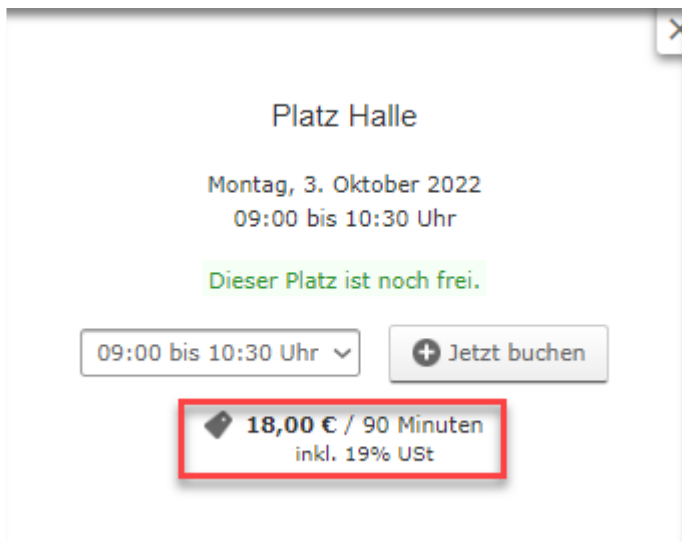 Platz Halle
Montag, 3. Oktober 2022
09:00 bis 10:30 Uhr
Dieser Platz ist noch frei.
09:00 bis 10:30 Uhr
Jetzt buchen
18,00 € / 90 Minuten
inkl. 19% USt